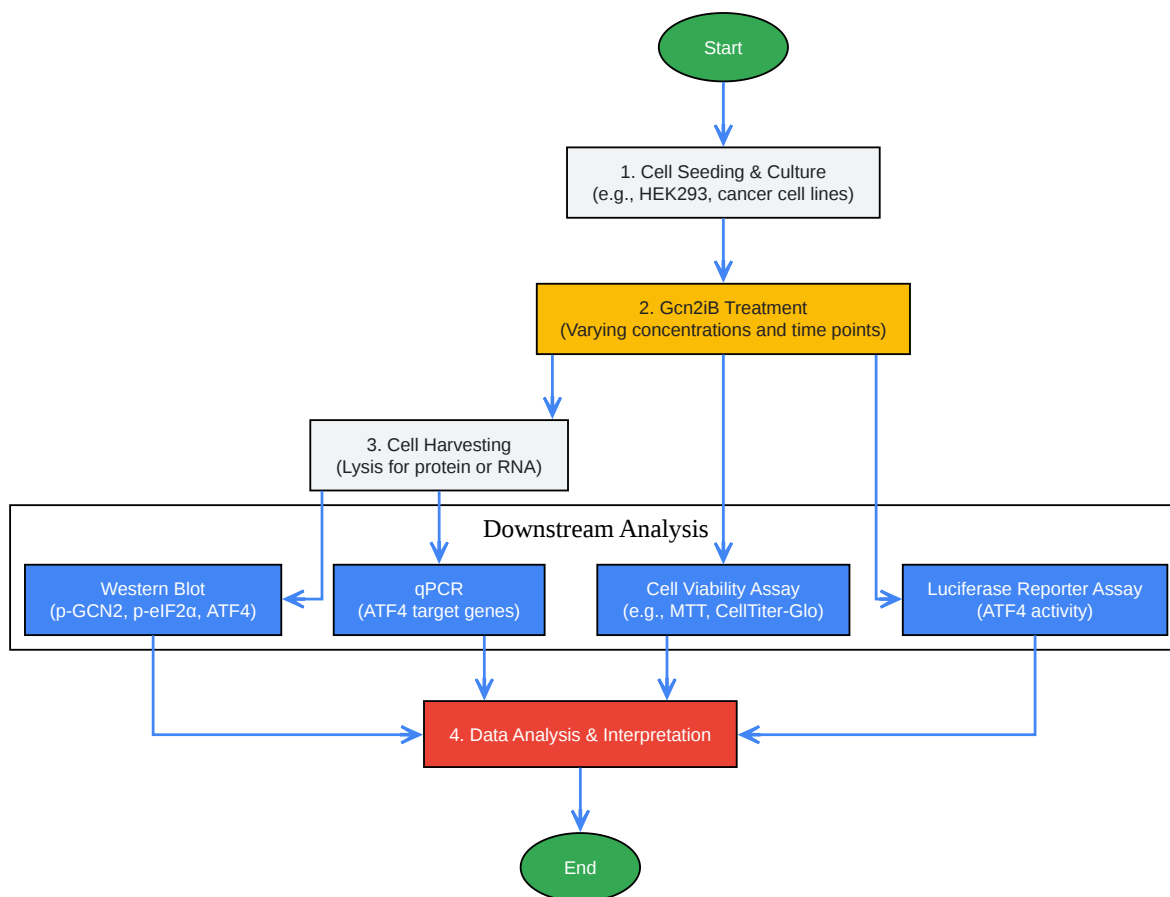 Start
1. Cell Seeding & Culture
(e.g., HEK293, cancer cell lines)
2. Gcn2iB Treatment
(Varying concentrations and time points)
3. Cell Harvesting
(Lysis for protein or RNA)
Downstream Analysis
Western Blot
(p-GCN2, p-eIF2α, ATF4)
qPCR
(ATF4 target genes)
Cell Viability Assay
(e.g., MTT, CellTiter-Glo)
Luciferase Reporter Assay
(ATF4 activity)
4. Data Analysis & Interpretation
End